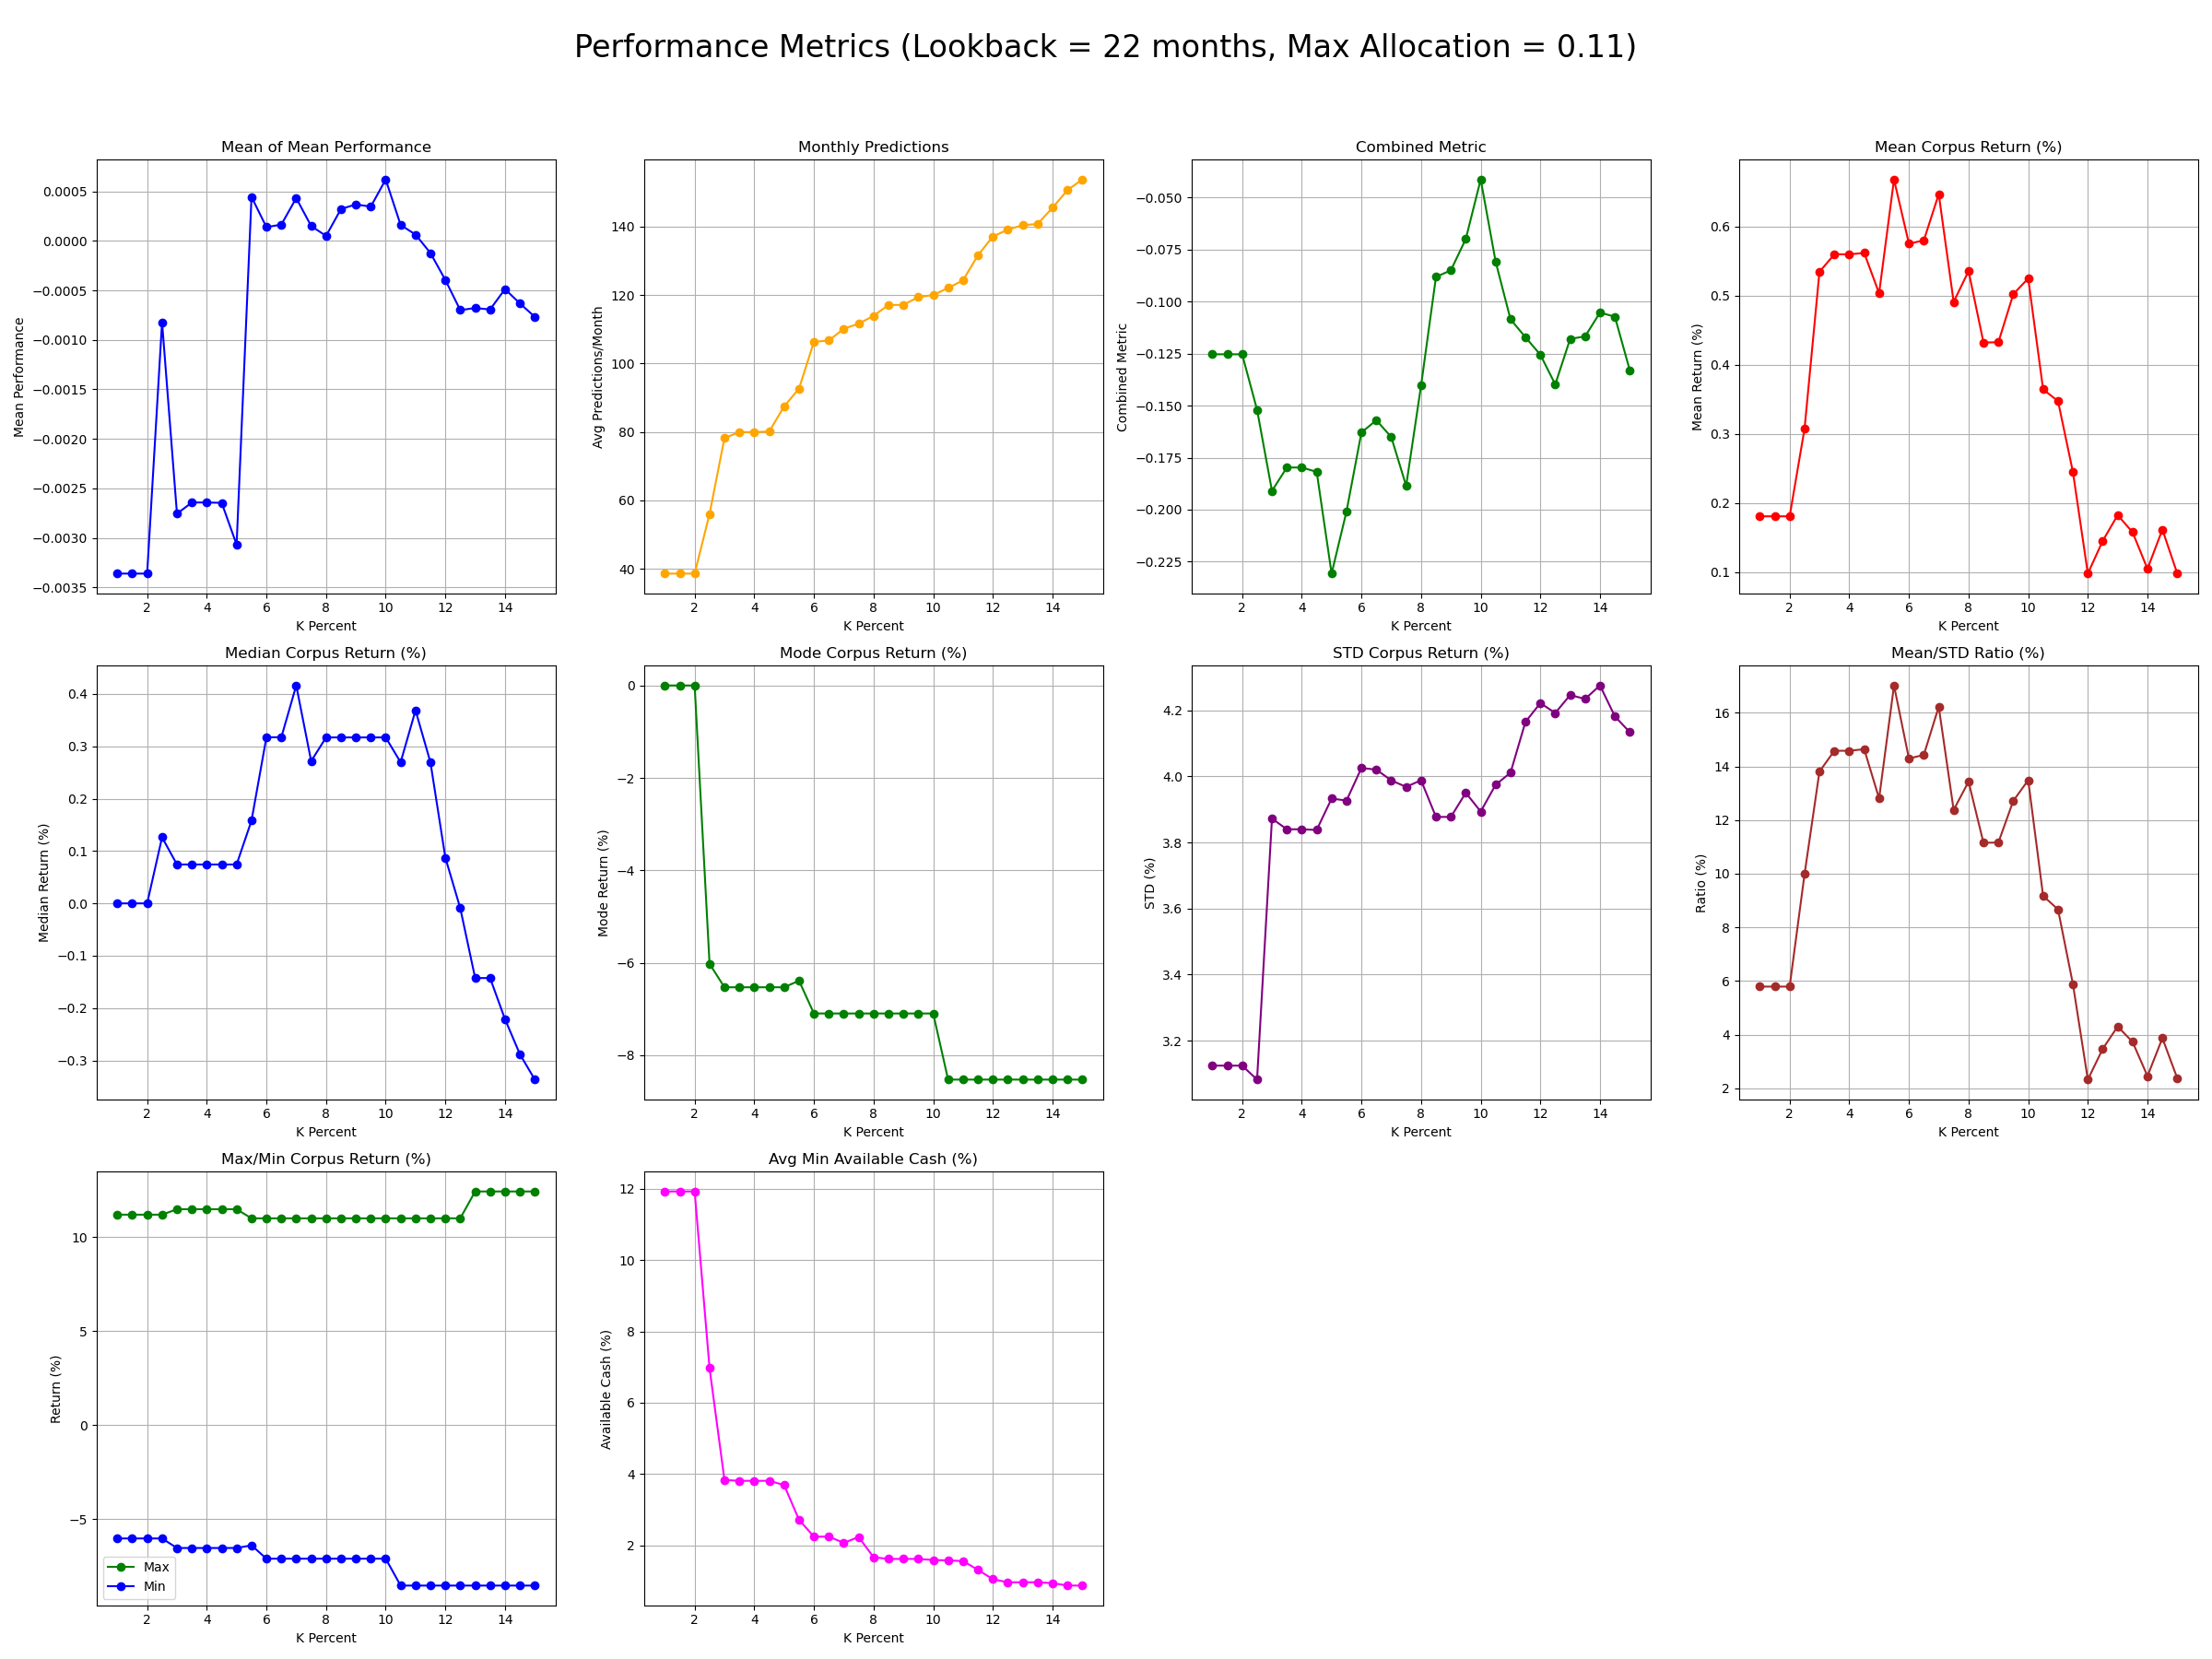 Performance Metrics (Lookback = 22 months, Max Allocation = 0.11)
Mean of Mean Performance
Mean Performance
0.0005
0.0000
−0.0005
−0.0010
−0.0015
−0.0020
−0.0025
−0.0030
−0.0035
2 4 6 8 10 12 14
K Percent
Monthly Predictions
Avg Predictions/Month
140
120
100
80
60
40
2 4 6 8 10 12 14
K Percent
Combined Metric
Combined Metric
−0.050
−0.075
−0.100
−0.125
−0.150
−0.175
−0.200
−0.225
2 4 6 8 10 12 14
K Percent
Mean Corpus Return (%)
Mean Return (%)
0.6
0.5
0.4
0.3
0.2
0.1
2 4 6 8 10 12 14
K Percent
Median Corpus Return (%)
Median Return (%)
0.4
0.3
0.2
0.1
0.0
−0.1
−0.2
−0.3
2 4 6 8 10 12 14
K Percent
Mode Corpus Return (%)
Mode Return (%)
0
−2
−4
−6
−8
2 4 6 8 10 12 14
K Percent
STD Corpus Return (%)
STD (%)
4.2
4.0
3.8
3.6
3.4
3.2
2 4 6 8 10 12 14
K Percent
Mean/STD Ratio (%)
Ratio (%)
16
14
12
10
8
6
4
2
2 4 6 8 10 12 14
K Percent
Max/Min Corpus Return (%)
Return (%)
10
5
0
−5
Max
Min
2 4 6 8 10 12 14
K Percent
Avg Min Available Cash (%)
Available Cash (%)
12
10
8
6
4
2
2 4 6 8 10 12 14
K Percent